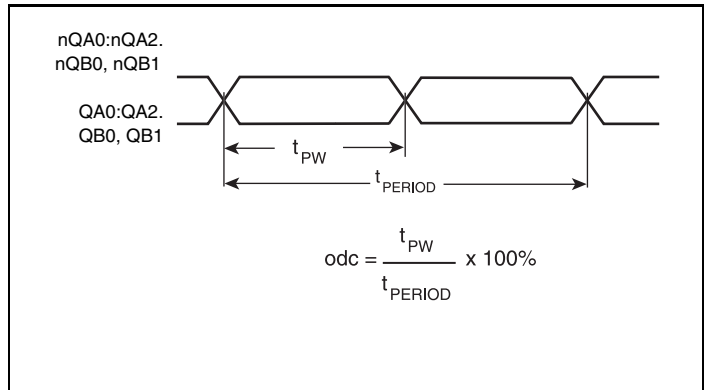 nQA0:nQA2.
nQB0, nQB1
QA0:QA2.
QB0, QB1
tPW
tPERIOD
odc = tPW / tPERIOD x 100%